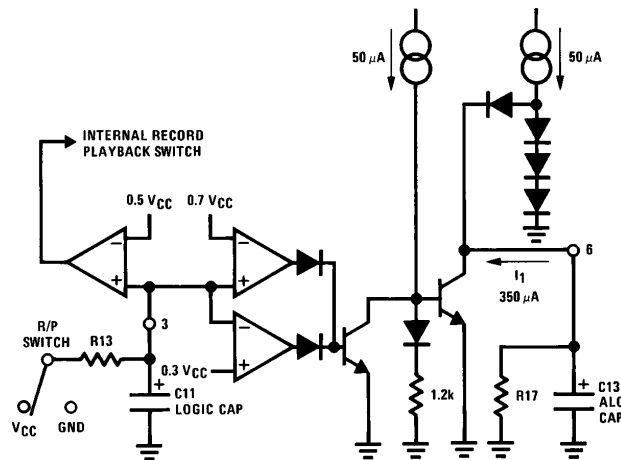 50 μA
50 μA
INTERNAL RECORD
PLAYBACK SWITCH
0.5 VCC
0.7 VCC
-
+
-
+
-
+
6
I1
350 μA
3
R/P
SWITCH
R13
0.3 VCC
+
C11
LOGIC CAP
VCC
GND
1.2k
R17
+
C13
ALC
CAP